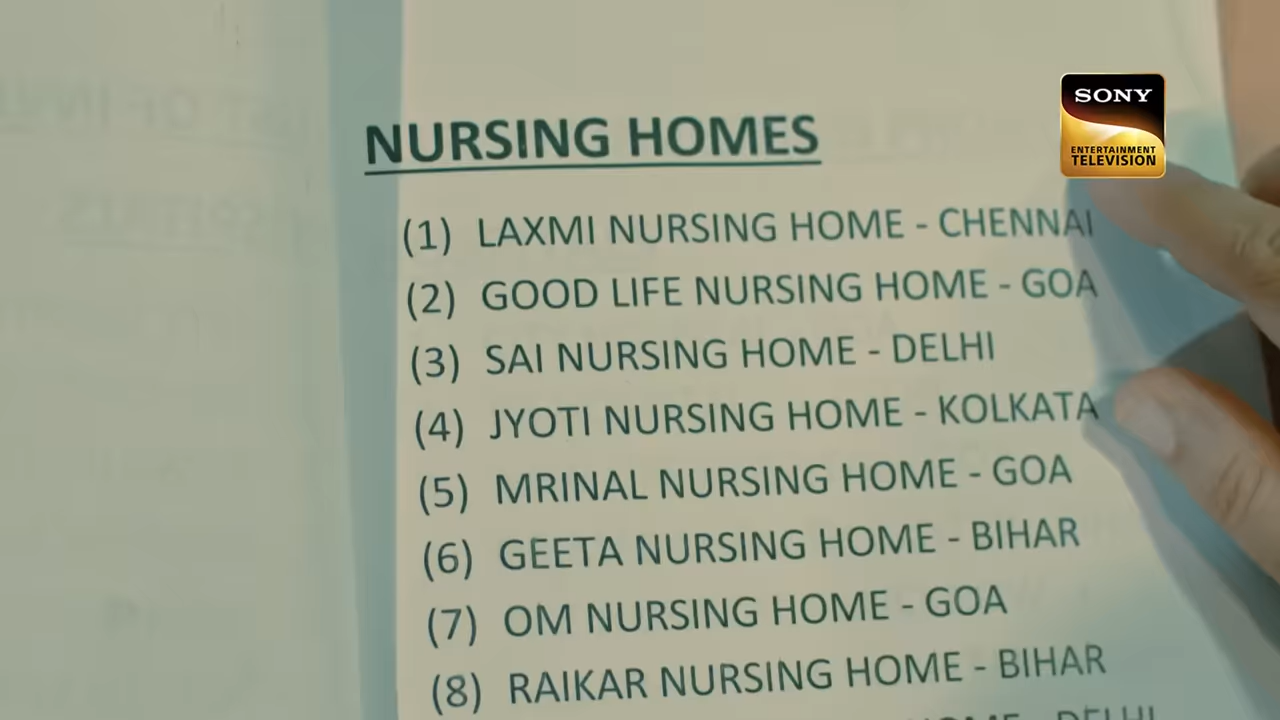 SONY
ENTERTAINMENT
TELEVISION
NURSING HOMES
(1) LAXMI NURSING HOME - CHENNAI
(2) GOOD LIFE NURSING HOME - GOA
(3) SAI NURSING HOME - DELHI
(4) JYOTI NURSING HOME - KOLKATA
(5) MRINAL NURSING HOME - GOA
(6) GEETA NURSING HOME - BIHAR
(7) OM NURSING HOME - GOA
(8) RAIKAR NURSING HOME - BIHAR
HOME - DELHI